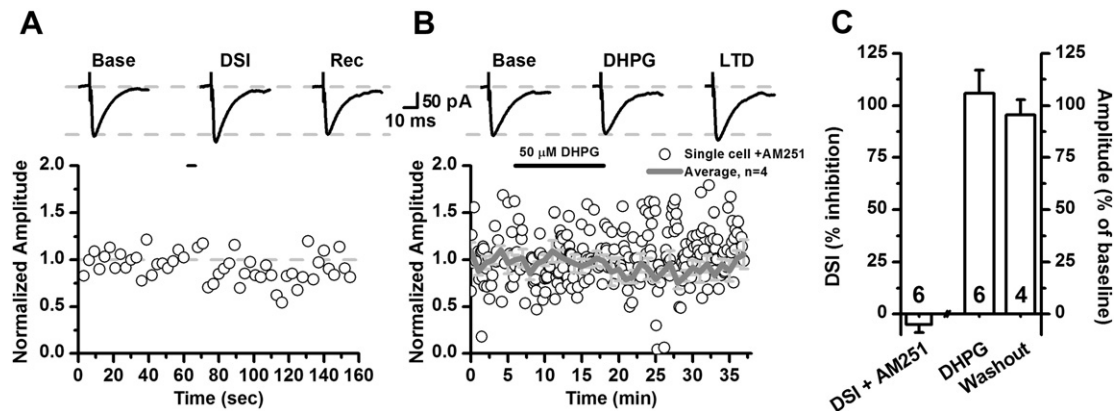 A
B
C
Base
DSI
Rec
50 pA
10 ms
Base
DHPG
LTD
50 μM DHPG
Single cell +AM251
Average, n=4
Normalized Amplitude
2.0
1.5
1.0
0.5
0.0
0 20 40 60 80 100 120 140 160
Time (sec)
Normalized Amplitude
2.0
1.5
1.0
0.5
0.0
0 5 10 15 20 25 30 35
Time (min)
DSI (% inhibition)
125
100
75
50
25
0
6
6
4
125
100
75
50
25
0
Amplitude (% of baseline)
DSI + AM251
DHPG
Washout